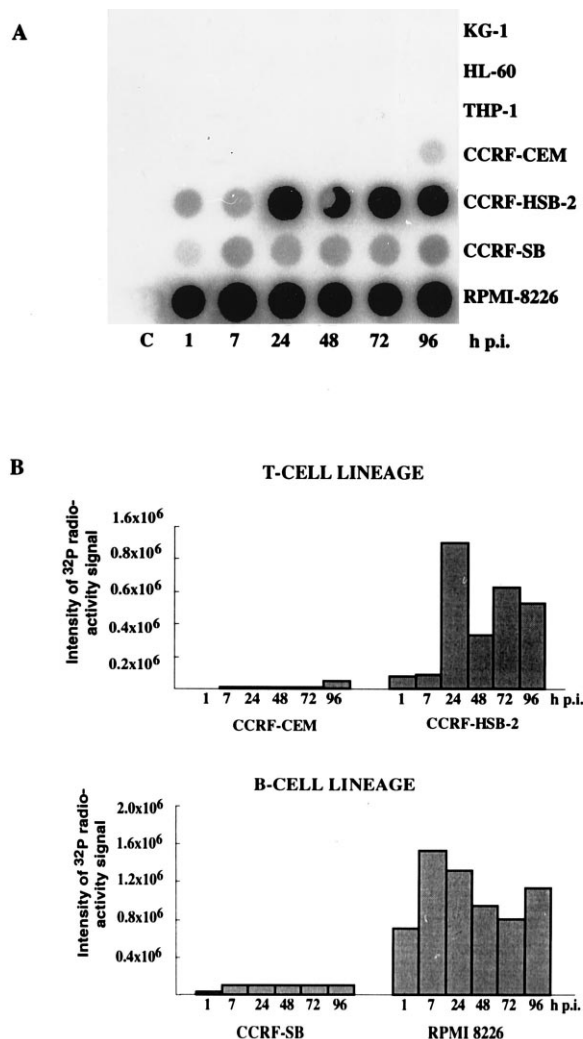 A
KG-1
HL-60
THP-1
CCRF-CEM
CCRF-HSB-2
CCRF-SB
RPMI-8226
C 1 7 24 48 72 96 h p.i.
B
T-CELL LINEAGE
Intensity of ³²P radio-
activity signal
1.6x10⁶
0.8x10⁶
0.6x10⁶
0.4x10⁶
0.2x10⁶
1 7 24 48 72 96 1 7 24 48 72 96 h p.i.
CCRF-CEM CCRF-HSB-2
B-CELL LINEAGE
Intensity of ³²P radio-
activity signal
2.0x10⁶
1.6x10⁶
1.2x10⁶
0.8x10⁶
0.4x10⁶
1 7 24 48 72 96 1 7 24 48 72 96 h p.i.
CCRF-SB RPMI 8226